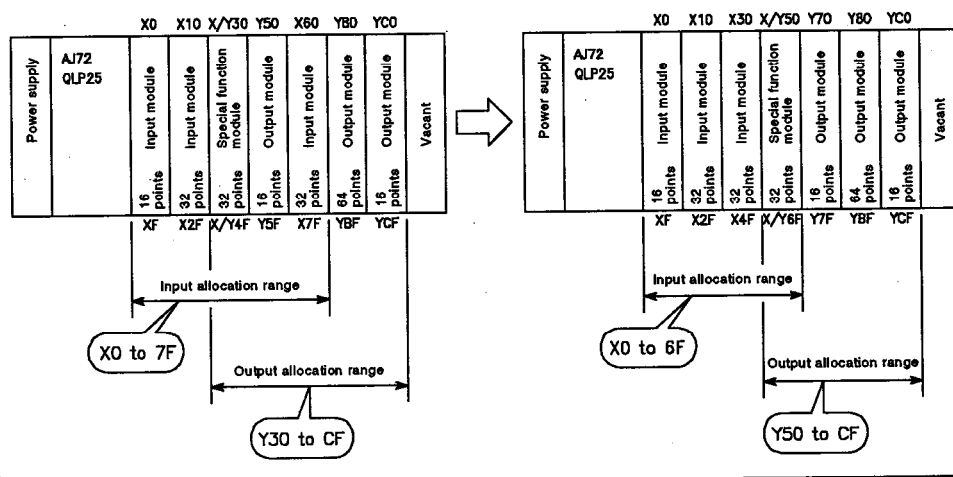 X0 X10 X/Y30 Y50 X60 YB0 YC0
Power supply
AJ72
QLP25
Input module
16 points
Input module
32 points
Special function module
32 points
Output module
16 points
Input module
32 points
Output module
64 points
Output module
16 points
Vacant
XF X2F X/Y4F Y5F X7F YBF YCF
Input allocation range
X0 to 7F
Output allocation range
Y30 to CF
X0 X10 X30 X/Y50 Y70 Y80 YC0
Power supply
AJ72
QLP25
Input module
16 points
Input module
32 points
Input module
32 points
Special function module
32 points
Output module
16 points
Output module
64 points
Output module
16 points
Vacant
XF X2F X4F X/Y6F Y7F YBF YCF
Input allocation range
X0 to 6F
Output allocation range
Y50 to CF